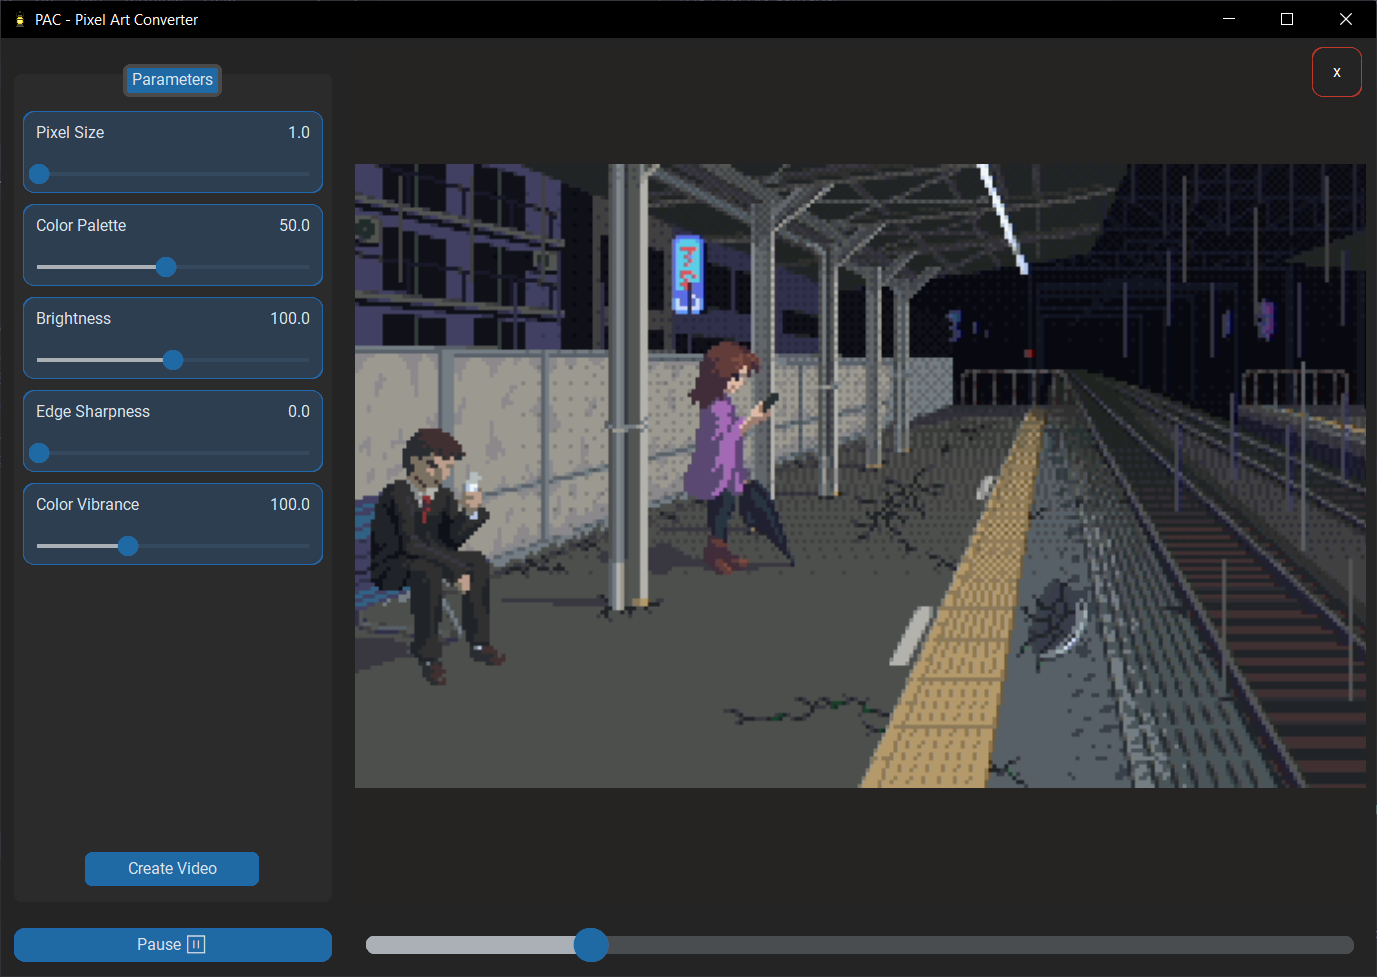 PAC - Pixel Art Converter
x
Parameters
Pixel Size 1.0
Color Palette 50.0
Brightness 100.0
Edge Sharpness 0.0
Color Vibrance 100.0
Create Video
Pause